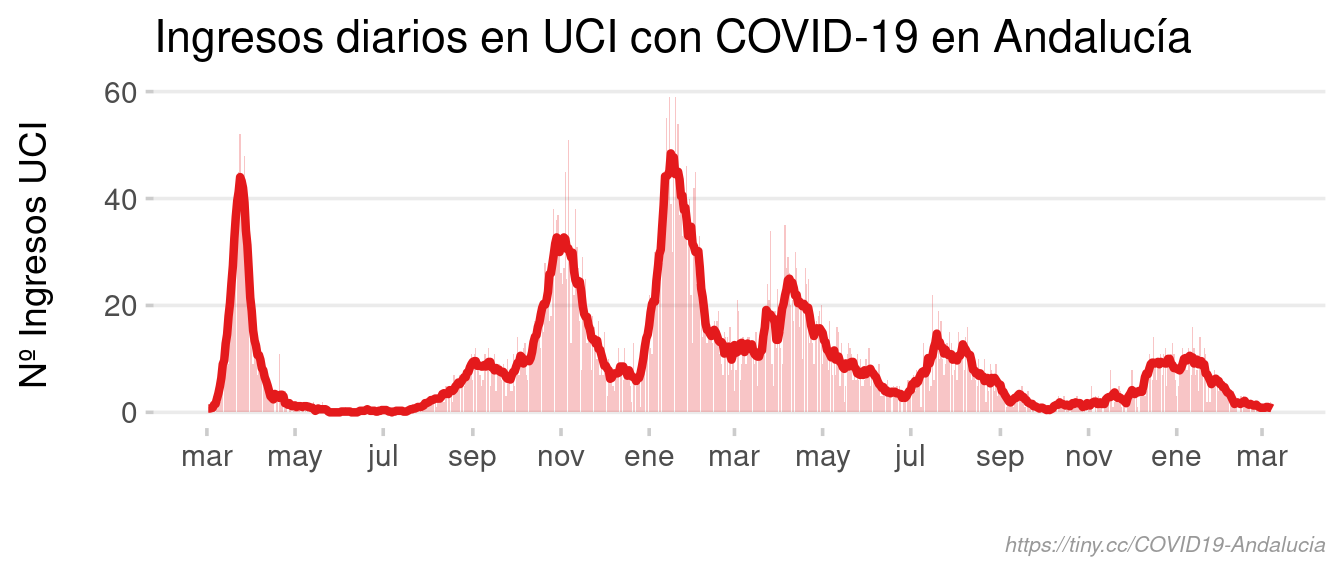 Ingresos diarios en UCI con COVID-19 en Andalucía
Nº Ingresos UCI
60
40
20
0
mar may jul sep nov ene mar may jul sep nov ene mar
https://tiny.cc/COVID19-Andalucia